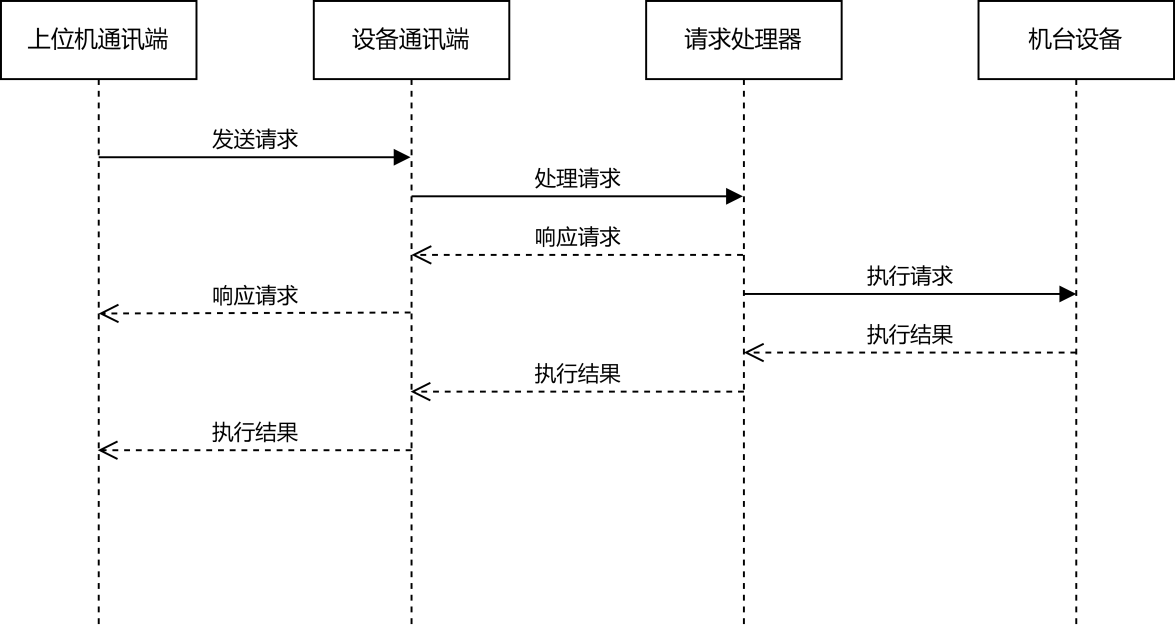 上位机通讯端
设备通讯端
请求处理器
机台设备
发送请求
处理请求
响应请求
执行请求
响应请求
执行结果
执行结果
执行结果